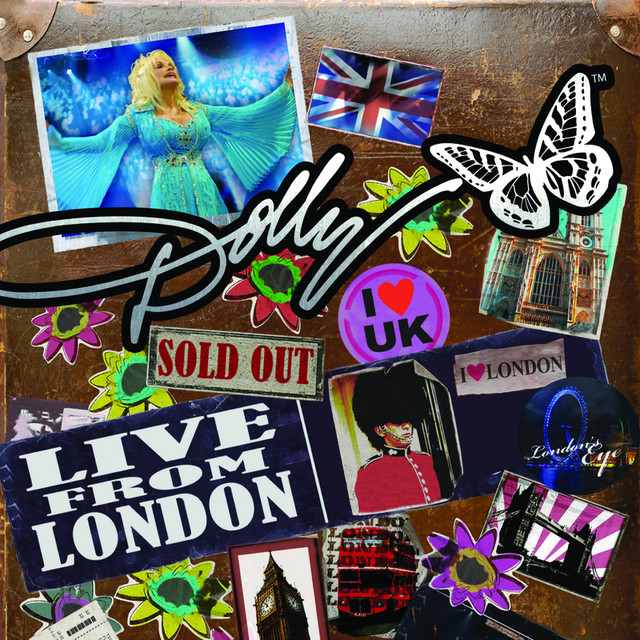 Dolly
TM
I ♥ UK
SOLD OUT
I ♥ LONDON
LIVE
FROM
LONDON
London's
Eye